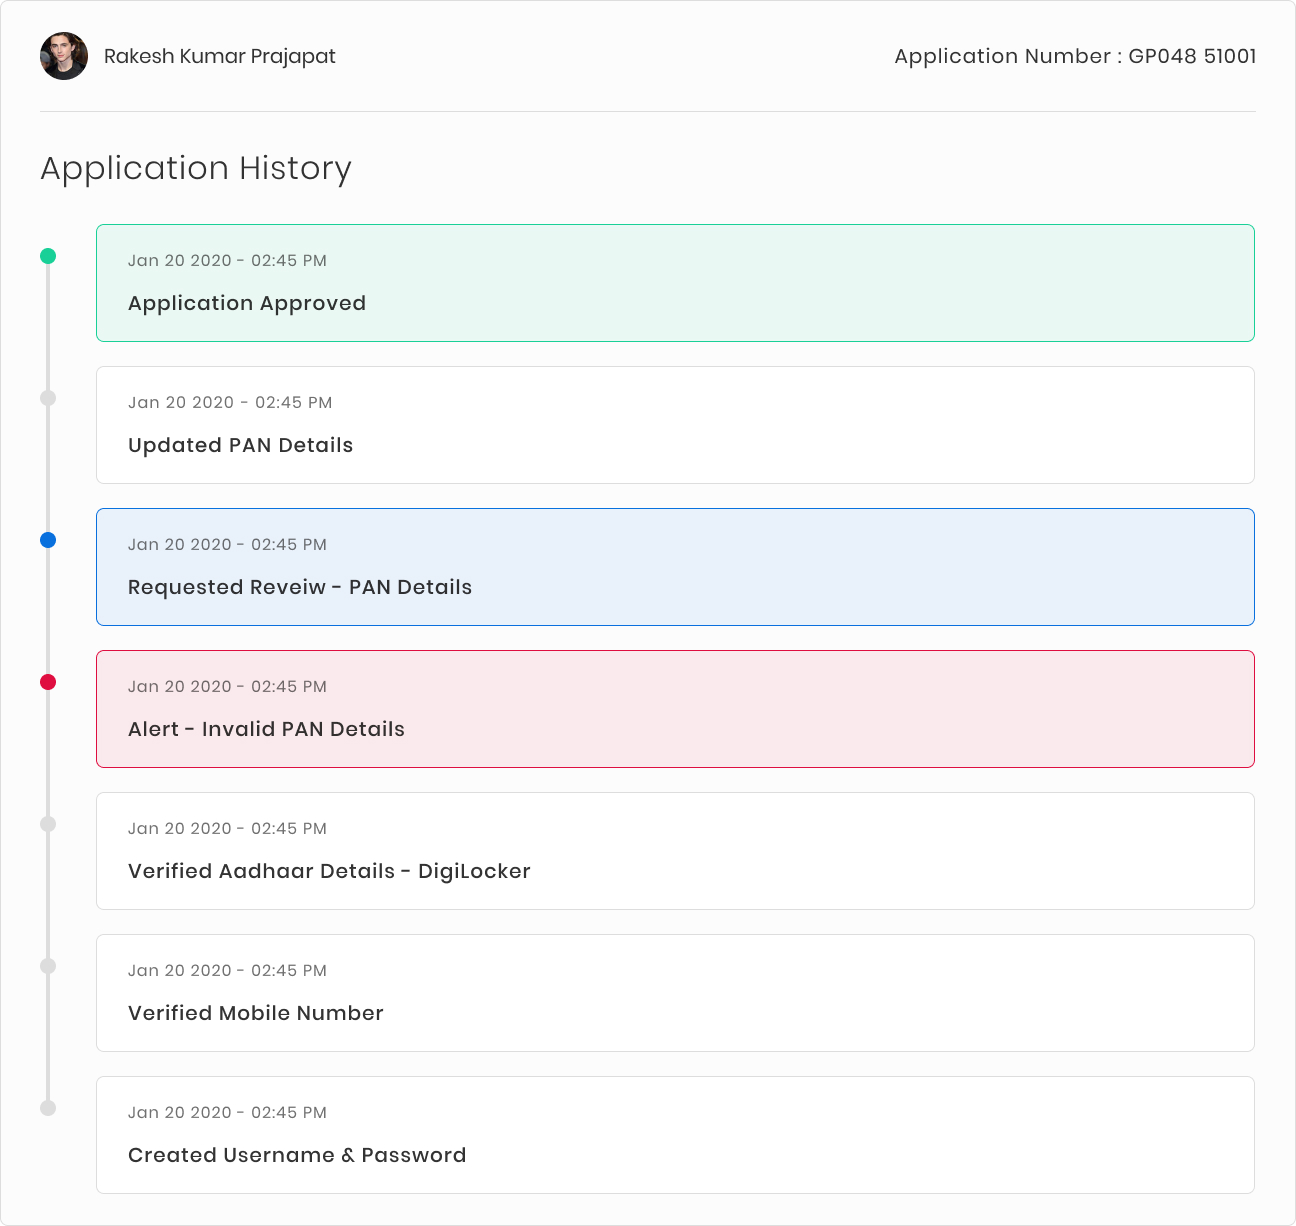 Rakesh Kumar Prajapat
Application Number : GP048 51001
Application History
Jan 20 2020 - 02:45 PM
Application Approved
Jan 20 2020 - 02:45 PM
Updated PAN Details
Jan 20 2020 - 02:45 PM
Requested Reveiw - PAN Details
Jan 20 2020 - 02:45 PM
Alert - Invalid PAN Details
Jan 20 2020 - 02:45 PM
Verified Aadhaar Details - DigiLocker
Jan 20 2020 - 02:45 PM
Verified Mobile Number
Jan 20 2020 - 02:45 PM
Created Username & Password